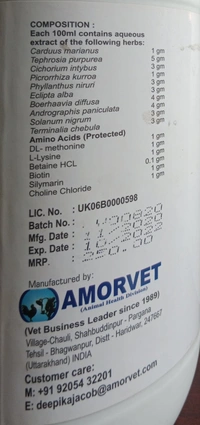 COMPOSITION :
Each 100ml contains aqueous
extract of the following herbs:
Carduus marianus 1 gm
Tephrosia purpurea 5 gm
Cichorium intybus 3 gm
Picrorrhiza kurroa 1 gm
Phyllanthus niruri 3 gm
Eclipta alba 4 gm
Boerhaavia diffusa 4 gm
Andrographis paniculata 3 gm
Solanum nigrum 3 gm
Terminalia chebula
Amino Acids (Protected) 1 gm
DL- methonine 1 gm
L-Lysine 1 gm
Betaine HCL 0.1 gm
Biotin 1 gm
Silymarin 1 gm
Choline Chloride
LIC. No. : UK06B0000598
Batch No. :
Mfg. Date :
Exp. Date :
MRP. :
Manufactured by:
AMORVET
(Animal Health Division)
(Vet Business Leader since 1989)
Village-Chauli, Shahbuddinpur - Pargana
Tehsil - Bhagwanpur, Distt - Haridwar, 247667
(Uttarakhand) INDIA
Customer care:
M: +91 92054 32201
E: deepikajacob@amorvet.com